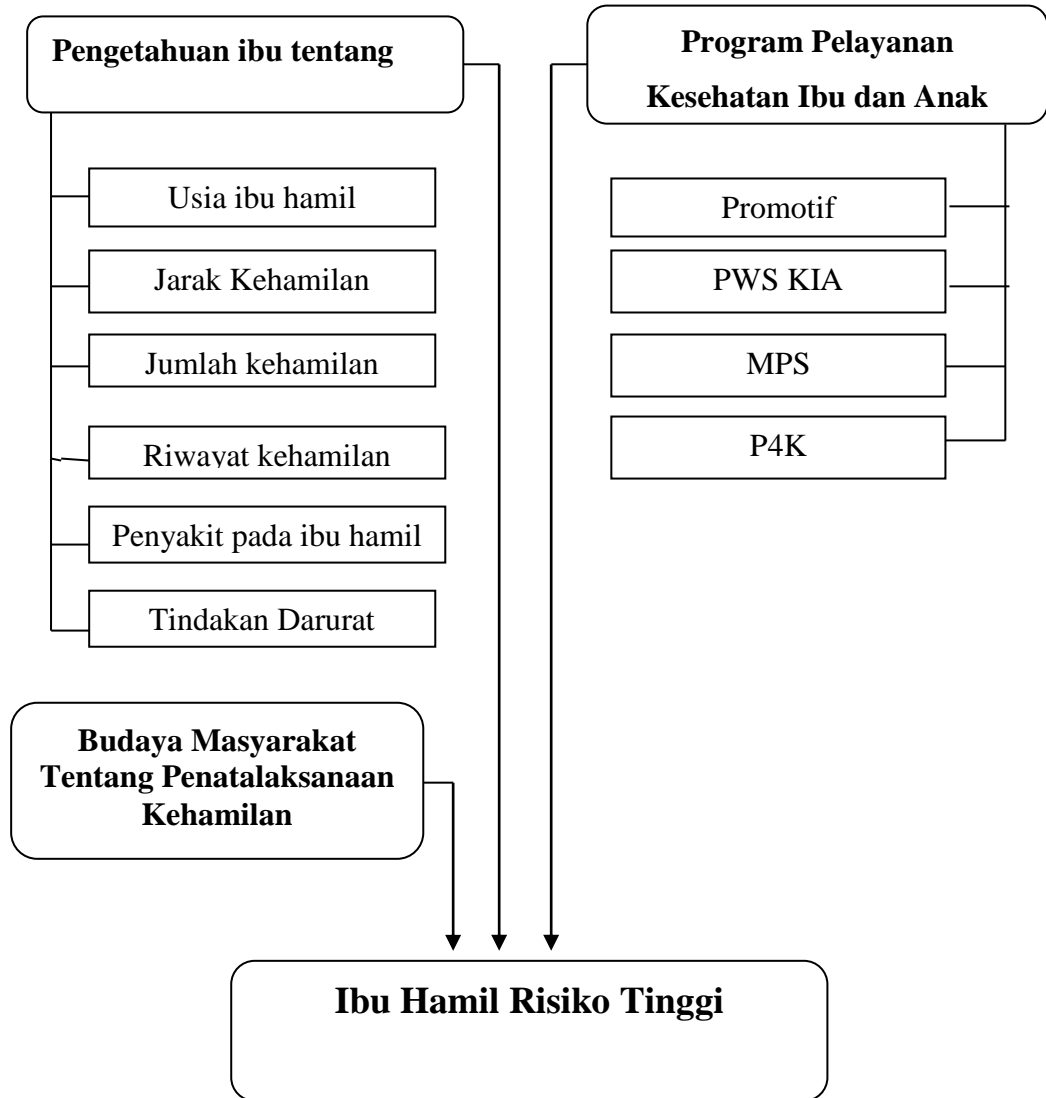 Pengetahuan ibu tentang
Usia ibu hamil
Jarak Kehamilan
Jumlah kehamilan
Riwayat kehamilan
Penyakit pada ibu hamil
Tindakan Darurat
Program Pelayanan
Kesehatan Ibu dan Anak
Promotif
PWS KIA
MPS
P4K
Budaya Masyarakat
Tentang Penatalaksanaan
Kehamilan
Ibu Hamil Risiko Tinggi